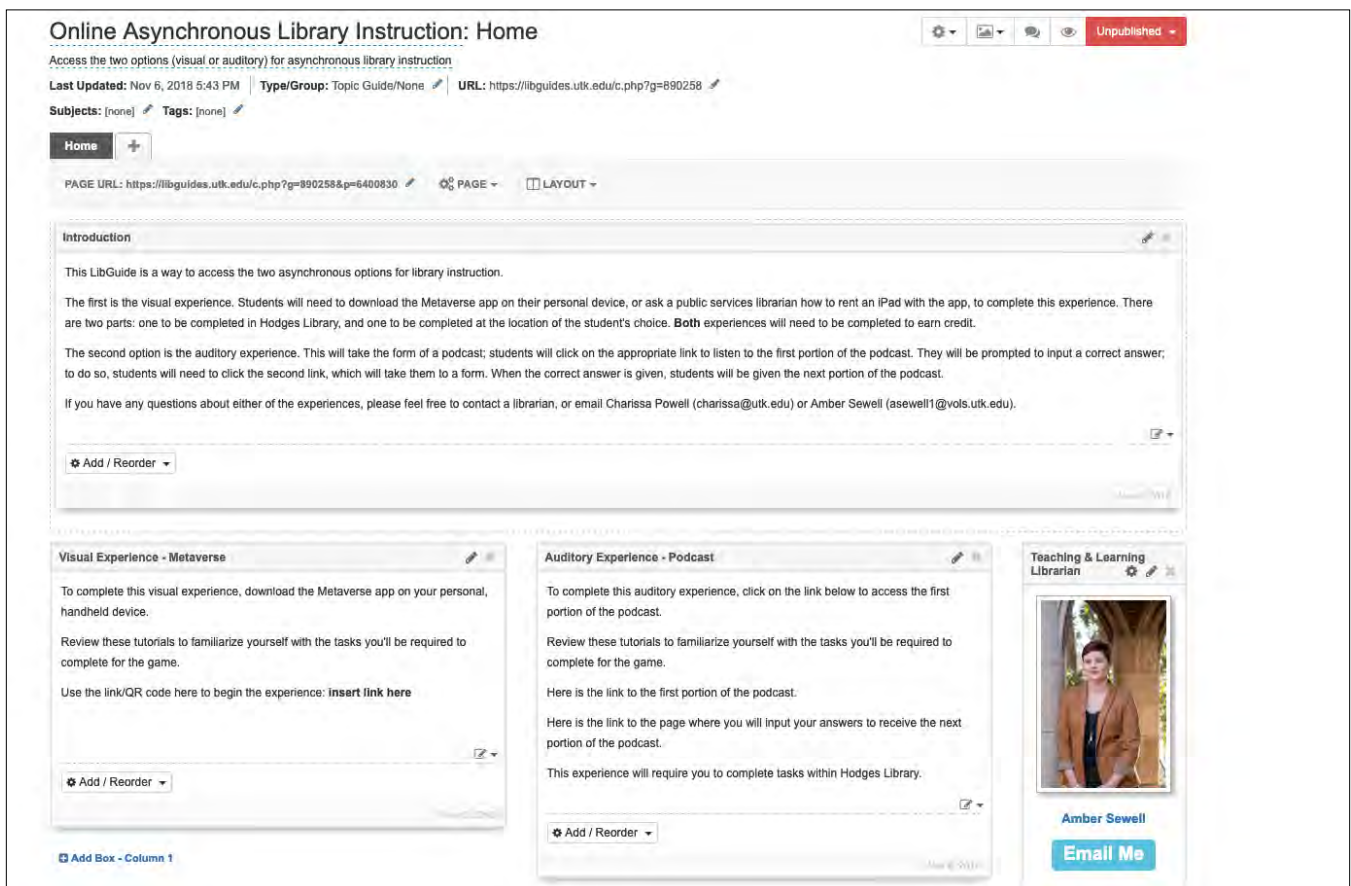 Online Asynchronous Library Instruction: Home
Unpublished
Access the two options (visual or auditory) for asynchronous library instruction
Last Updated: Nov 6, 2018 5:43 PM Type/Group: Topic Guide/None URL: https://libguides.utk.edu/c.php?g=890258
Subjects: [none] Tags: [none]
Home
PAGE URL: https://libguides.utk.edu/c.php?g=890258&p=6400830 PAGE LAYOUT
Introduction
This LibGuide is a way to access the two asynchronous options for library instruction.
The first is the visual experience. Students will need to download the Metaverse app on their personal device, or ask a public services librarian how to rent an iPad with the app, to complete this experience. There
are two parts: one to be completed in Hodges Library, and one to be completed at the location of the student's choice. Both experiences will need to be completed to earn credit.
The second option is the auditory experience. This will take the form of a podcast; students will click on the appropriate link to listen to the first portion of the podcast. They will be prompted to input a correct answer;
to do so, students will need to click the second link, which will take them to a form. When the correct answer is given, students will be given the next portion of the podcast.
If you have any questions about either of the experiences, please feel free to contact a librarian, or email Charissa Powell (charissa@utk.edu) or Amber Sewell (asewell1@vols.utk.edu).
Add / Reorder
Visual Experience - Metaverse
To complete this visual experience, download the Metaverse app on your personal,
handheld device.
Review these tutorials to familiarize yourself with the tasks you'll be required to
complete for the game.
Use the link/QR code here to begin the experience: insert link here
Add / Reorder
Add Box - Column 1
Auditory Experience - Podcast
To complete this auditory experience, click on the link below to access the first
portion of the podcast.
Review these tutorials to familiarize yourself with the tasks you'll be required to
complete for the game.
Here is the link to the first portion of the podcast.
Here is the link to the page where you will input your answers to receive the next
portion of the podcast.
This experience will require you to complete tasks within Hodges Library.
Add / Reorder
Teaching & Learning
Librarian
Amber Sewell
Email Me